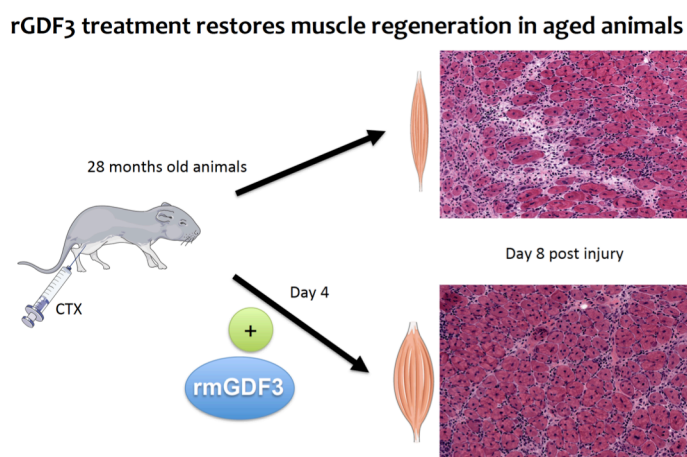 rGDF3 treatment restores muscle regeneration in aged animals
28 months old animals
Day 8 post injury
Day 4
CTX
+
rmGDF3